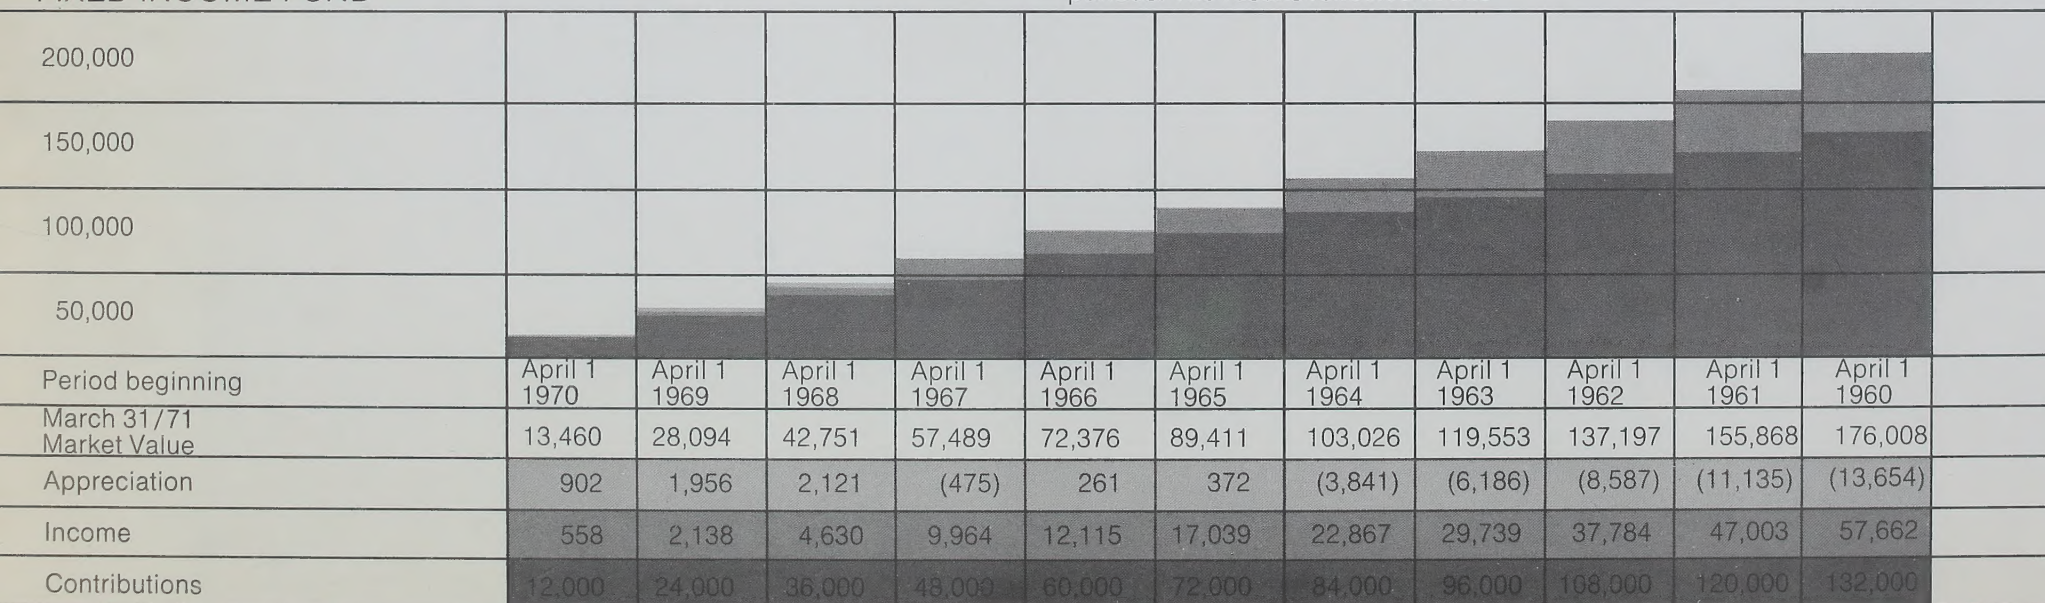 200,000
150,000
100,000
50,000
Period beginning April 1 1970 April 1 1969 April 1 1968 April 1 1967 April 1 1966 April 1 1965 April 1 1964 April 1 1963 April 1 1962 April 1 1961 April 1 1960
March 31/71
Market Value 13,460 28,094 42,751 57,489 72,376 89,411 103,026 119,553 137,197 155,868 176,008
Appreciation 902 1,956 2,121 (475) 261 372 (3,841) (6,186) (8,587) (11,135) (13,654)
Income 558 2,138 4,630 9,964 12,115 17,039 22,867 29,739 37,784 47,003 57,662
Contributions 12,000 24,000 36,000 48,000 60,000 72,000 84,000 96,000 108,000 120,000 132,000